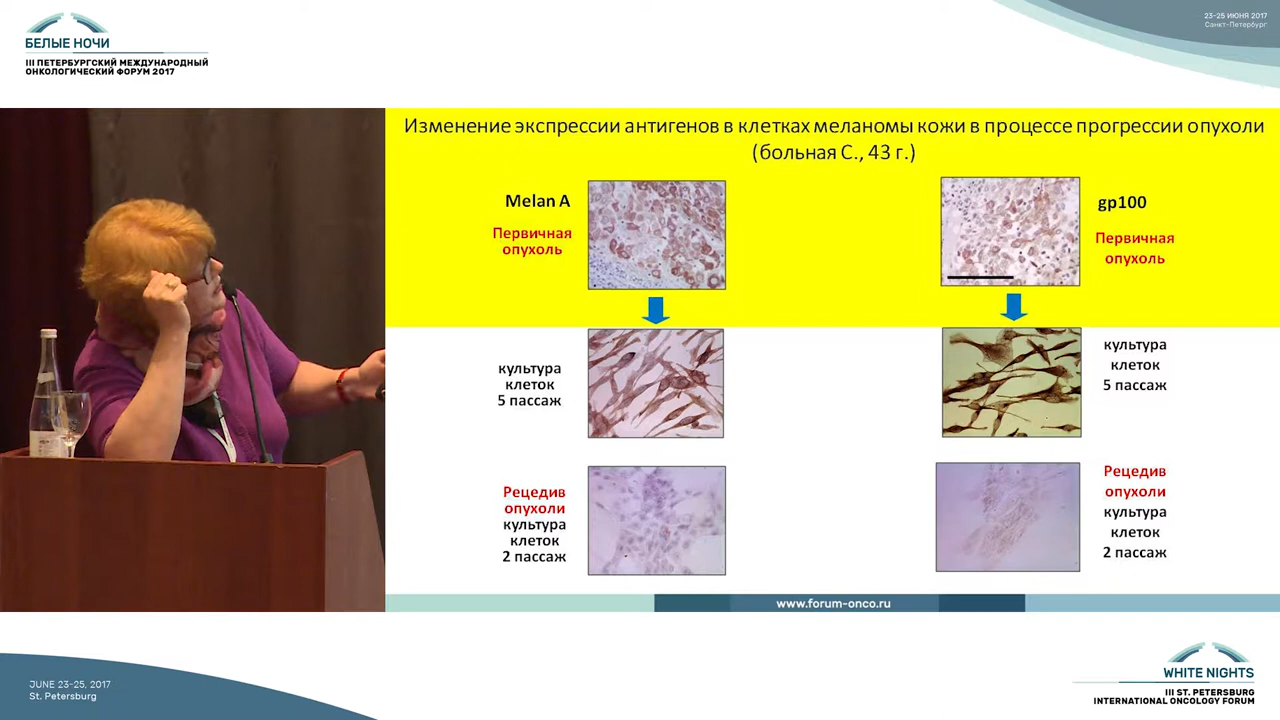 БЕЛЫЕ НОЧИ
III ПЕТЕРБУРГСКИЙ МЕЖДУНАРОДНЫЙ
ОНКОЛОГИЧЕСКИЙ ФОРУМ 2017
23-25 ИЮНЯ 2017
Санкт-Петербург
Изменение экспрессии антигенов в клетках меланомы кожи в процессе прогрессии опухоли
(больная С., 43 г.)
Melan A
Первичная
опухоль
gp100
Первичная
опухоль
культура
клеток
5 пассаж
культура
клеток
5 пассаж
Рецедив
опухоли
культура
клеток
2 пассаж
Рецедив
опухоли
культура
клеток
2 пассаж
www.forum-onco.ru
JUNE 23-25, 2017
St. Petersburg
WHITE NIGHTS
III ST. PETERSBURG
INTERNATIONAL ONCOLOGY FORUM